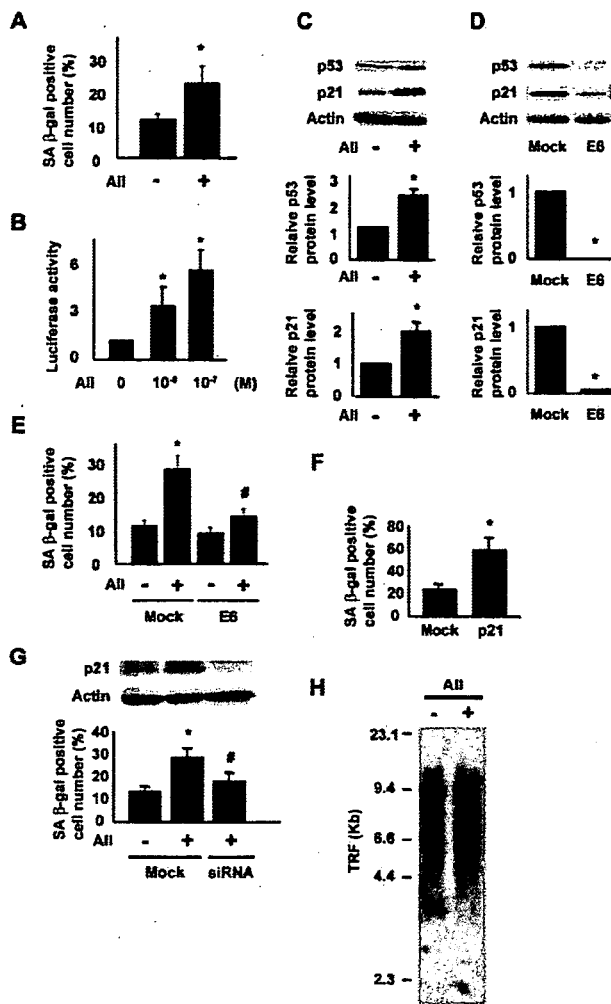 A
SA β-gal positive
cell number (%)
30
20
10
0
*
AII - +
B
Luciferase activity
6
3
0
* *
AII 0 10⁻⁸ 10⁻⁷ (M)
C
p53
p21
Actin
AII - +
Relaive p53
protein level
3
2
1
0
*
AII - +
Relaive p21
protein level
2
1
0
*
AII - +
D
p53
p21
Actin
Mock E6
Relaive p53
protein level
1
0
*
Mock E6
Relaive p21
protein level
1
0
*
Mock E6
E
SA β-gal positive
cell number (%)
30
20
10
0
* #
AII - + - +
Mock E6
F
SA β-gal positive
cell number (%)
80
60
40
20
0
*
Mock p21
G
p21
Actin
SA β-gal positive
cell number (%)
40
30
20
10
0
* #
AII - + +
Mock siRNA
H
AII
- +
TRF (Kb)
23.1
9.4
6.6
4.4
2.3